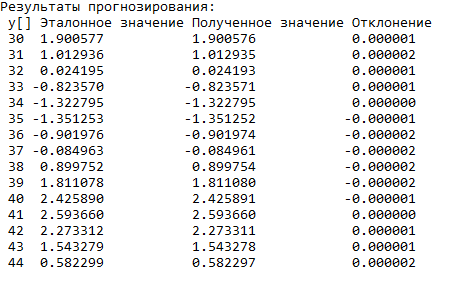 Результаты прогнозирования:
y[] Эталонное значение Полученное значение Отклонение
30 1.900577 1.900576 0.000001
31 1.012936 1.012935 0.000002
32 0.024195 0.024193 0.000001
33 -0.823570 -0.823571 0.000001
34 -1.322795 -1.322795 0.000000
35 -1.351253 -1.351252 -0.000001
36 -0.901976 -0.901974 -0.000002
37 -0.084963 -0.084961 -0.000002
38 0.899752 0.899754 -0.000002
39 1.811078 1.811080 -0.000002
40 2.425890 2.425891 -0.000001
41 2.593660 2.593660 0.000000
42 2.273312 2.273311 0.000001
43 1.543279 1.543278 0.000001
44 0.582299 0.582297 0.000002